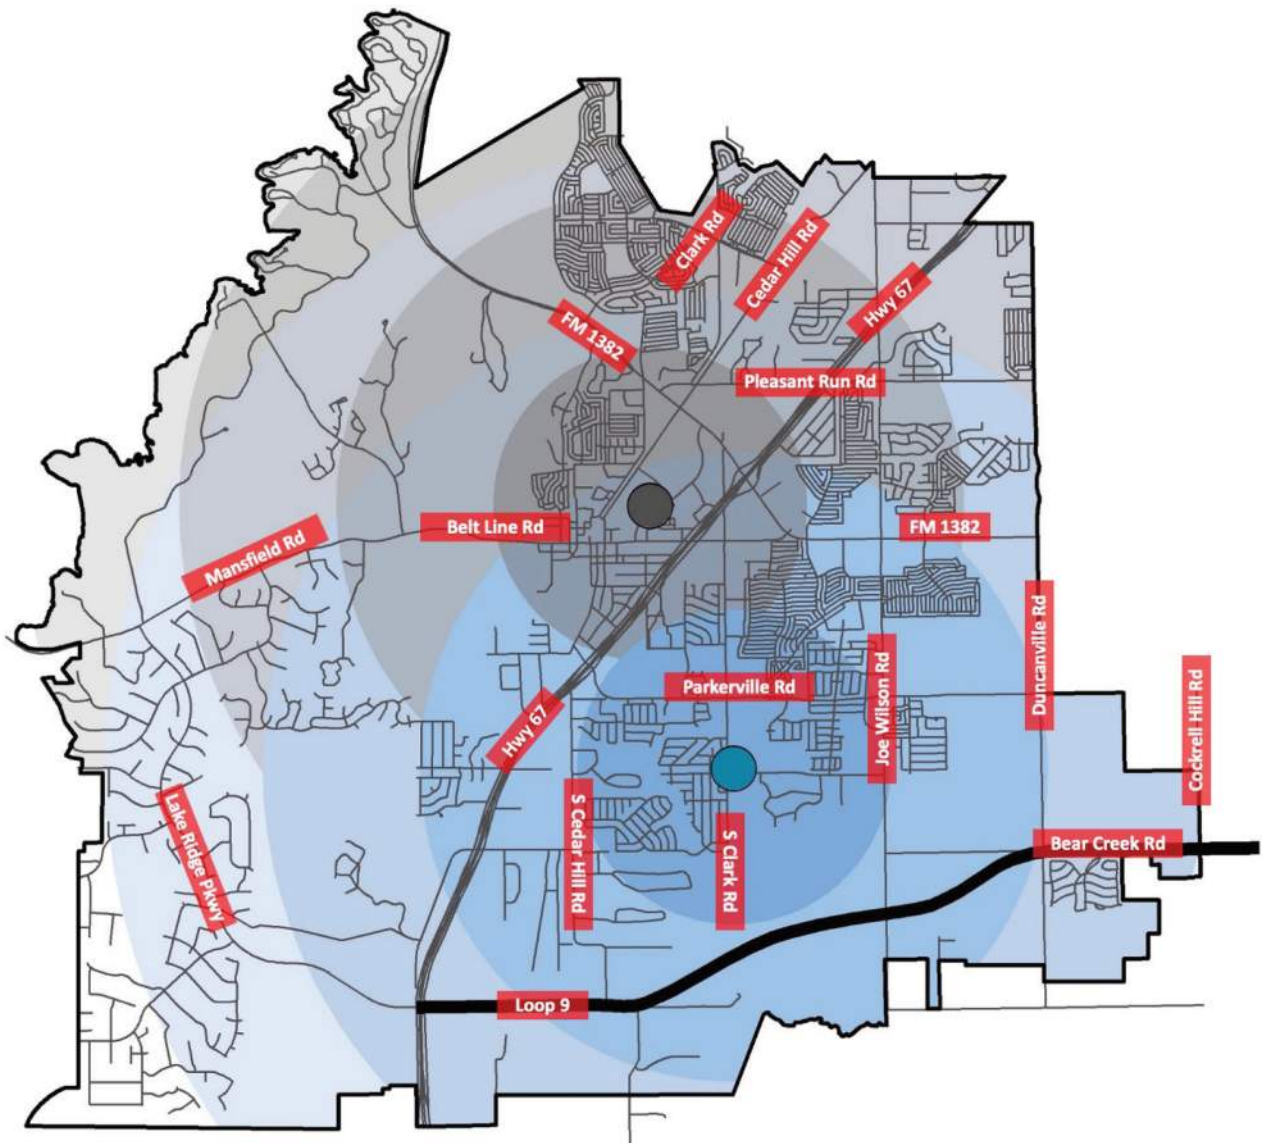 Clark Rd
Cedar Hill Rd
Hwy 67
FM 1382
Pleasant Run Rd
Belt Line Rd
FM 1382
Mansfield Rd
Duncanville Rd
Parkerville Rd
Joe Wilson Rd
Cockrell Hill Rd
Hwy 67
Lake Ridge Pkwy
S Cedar Hill Rd
S Clark Rd
Bear Creek Rd
Loop 9